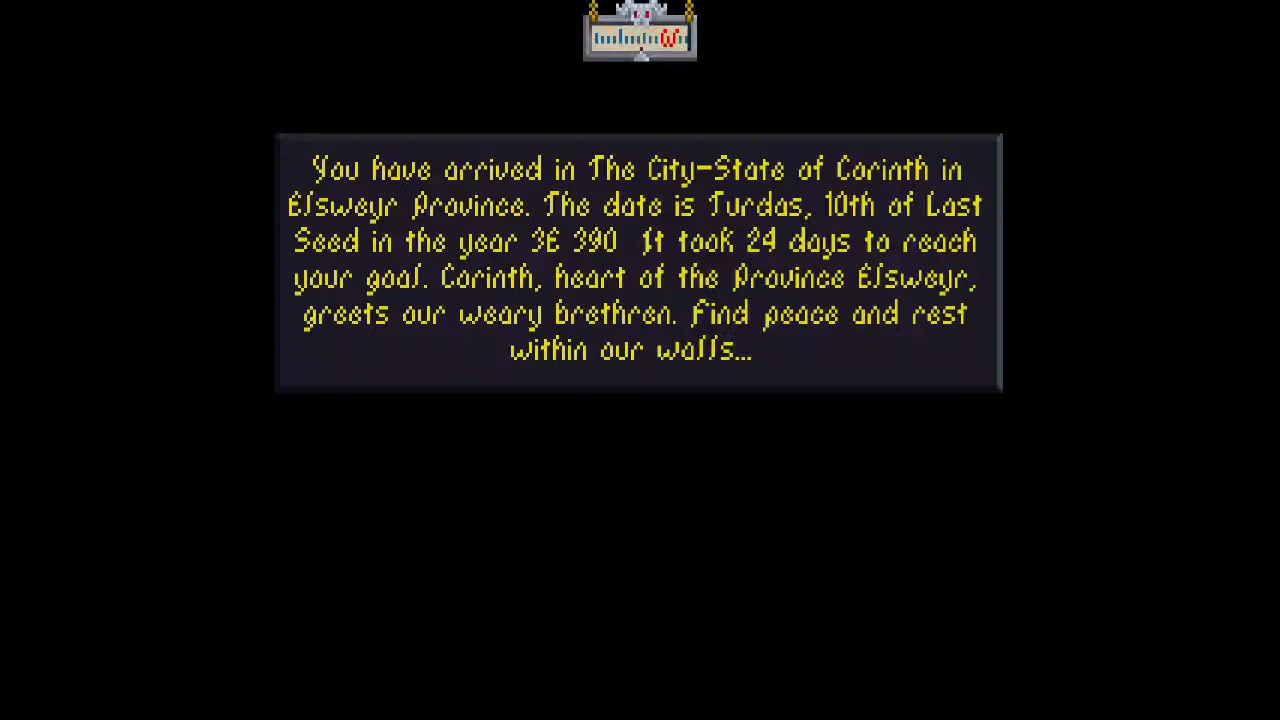 W
You have arrived in The City-State of Corinth in
Elsweyr Province. The date is Turdas, 10th of Last
Seed in the year 3E 390 It took 24 days to reach
your goal. Corinth, heart of the Province Elsweyr,
greets our weary brethren. Find peace and rest
within our walls...